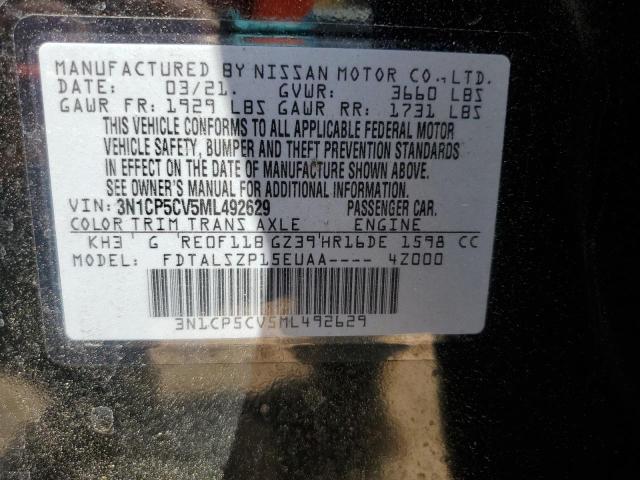 MANUFACTURED BY NISSAN MOTOR CO., LTD.
DATE: 03/21. GVWR: 3660 LBS
GAWR FR: 1929 LBS GAWR RR: 1731 LBS
THIS VEHICLE CONFORMS TO ALL APPLICABLE FEDERAL MOTOR
VEHICLE SAFETY, BUMPER AND THEFT PREVENTION STANDARDS
IN EFFECT ON THE DATE OF MANUFACTURE SHOWN ABOVE.
SEE OWNER'S MANUAL FOR ADDITIONAL INFORMATION.
VIN: 3N1CP5CV5ML492629 PASSENGER CAR.
COLOR TRIM TRANS AXLE ENGINE
KH3 G RE0F11B GZ39 HR16DE 1598 CC
MODEL: FDTALSZP15EUAA---- 4Z000
3N1CP5CV5ML492629